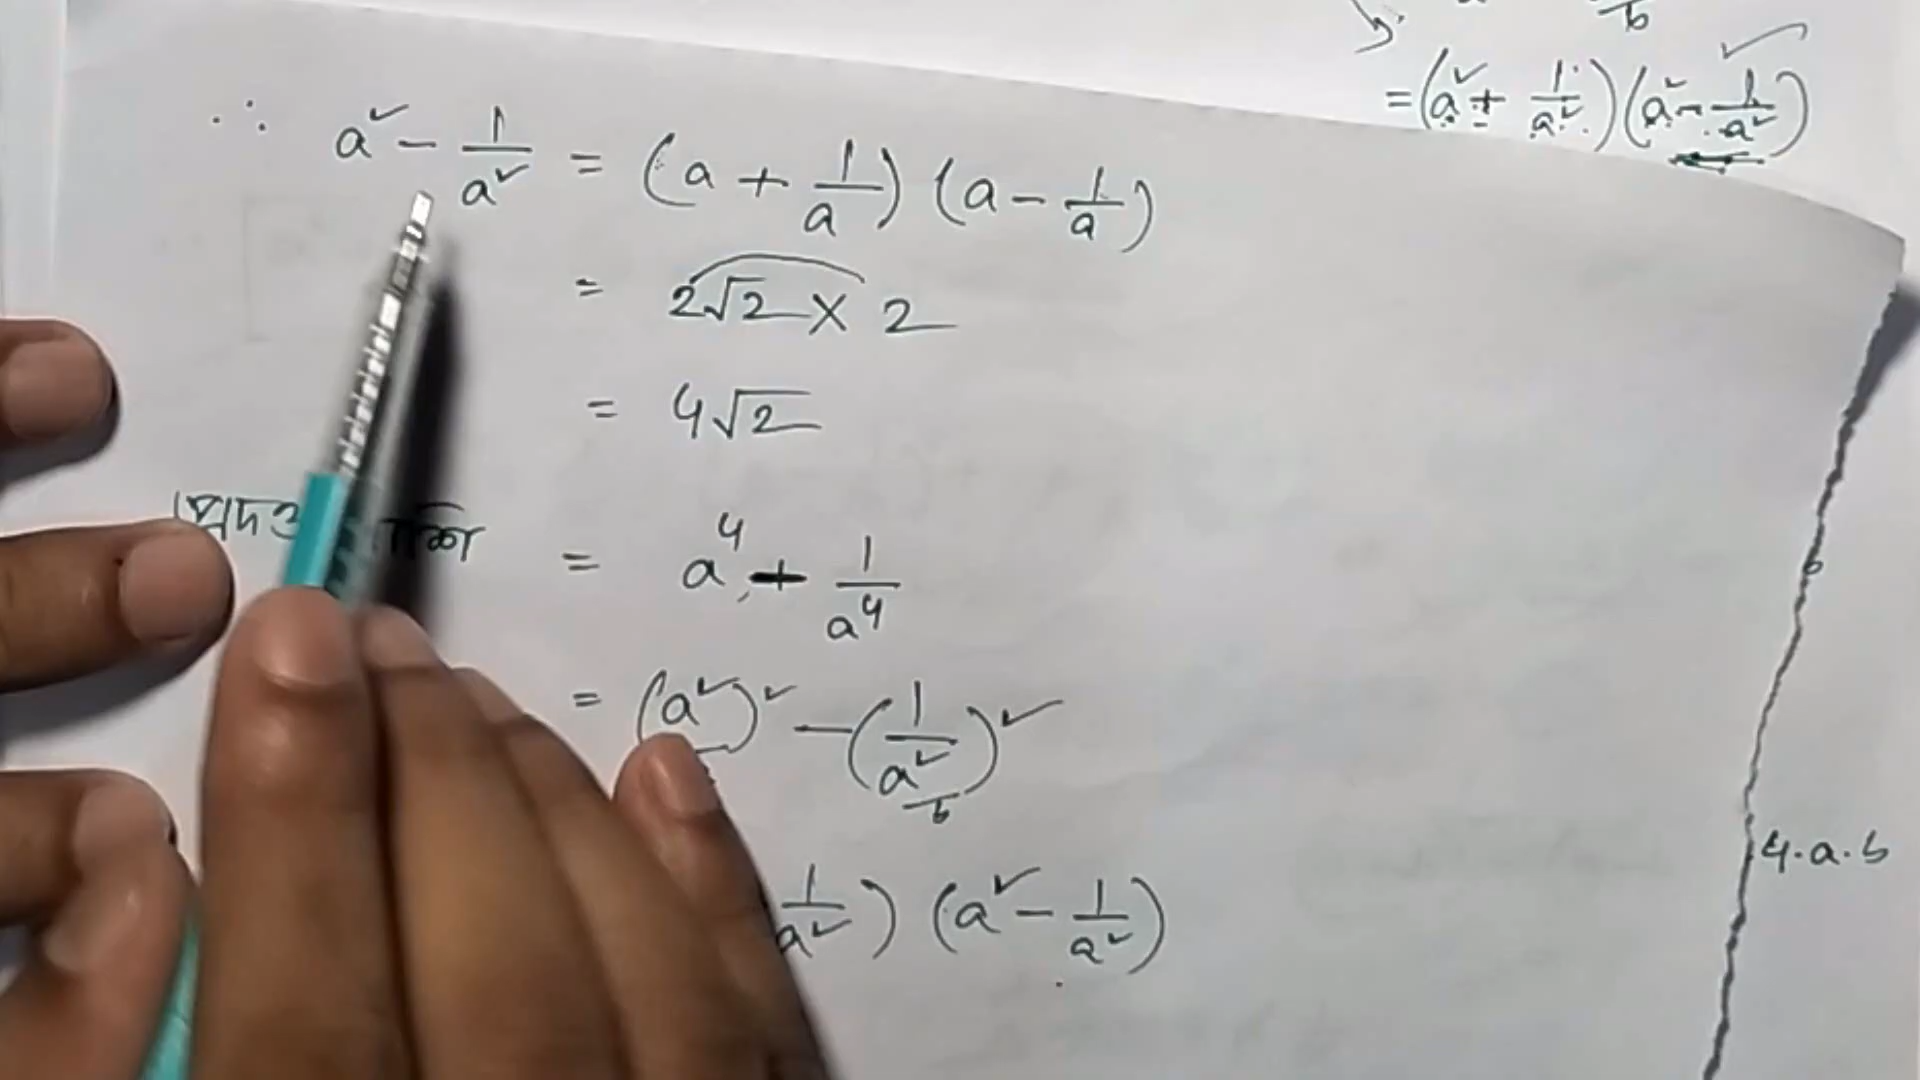 b
= (a² + 1/a²) (a² - 1/a²)
∴ a² - 1/a² = (a + 1/a) (a - 1/a)
= 2√2 × 2
= 4√2
= a⁴ + 1/a⁴
= (a²)² - (1/a²)²
b
1/a²) (a² - 1/a²)
4.a.b